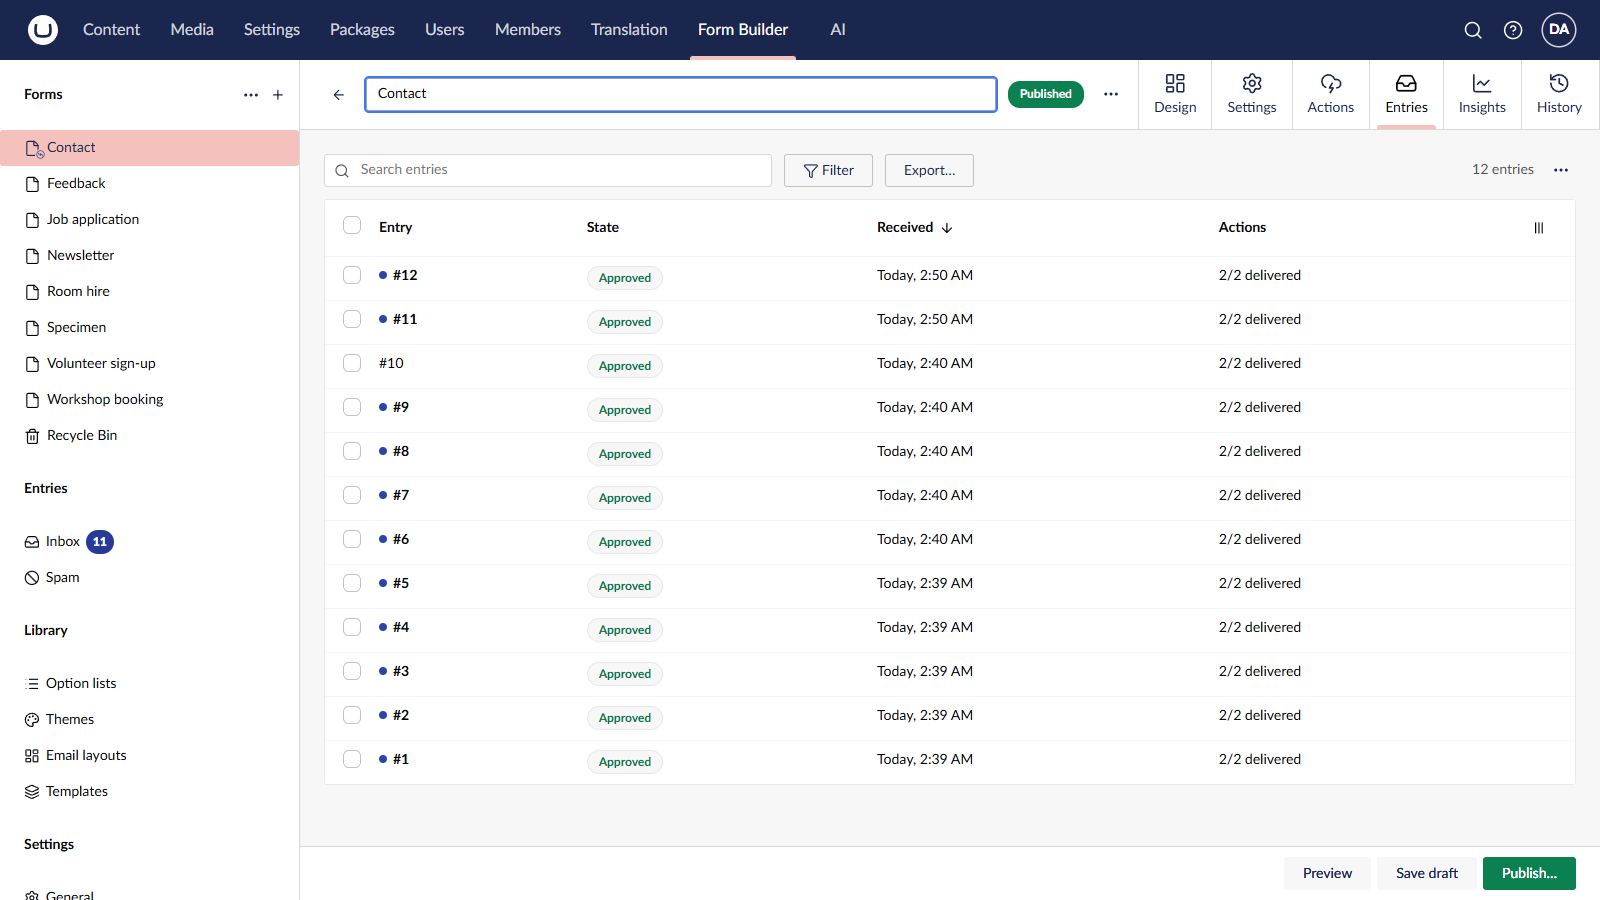 Content Media Settings Packages Users Members Translation Form Builder AI DA
Forms
Contact
Feedback
Job application
Newsletter
Room hire
Specimen
Volunteer sign-up
Workshop booking
Recycle Bin
Entries
Inbox 11
Spam
Library
Option lists
Themes
Email layouts
Templates
Settings
General
Contact Published Design Settings Actions Entries Insights History
Search entries Filter Export... 12 entries
Entry State Received Actions
#12 Approved Today, 2:50 AM 2/2 delivered
#11 Approved Today, 2:50 AM 2/2 delivered
#10 Approved Today, 2:40 AM 2/2 delivered
#9 Approved Today, 2:40 AM 2/2 delivered
#8 Approved Today, 2:40 AM 2/2 delivered
#7 Approved Today, 2:40 AM 2/2 delivered
#6 Approved Today, 2:40 AM 2/2 delivered
#5 Approved Today, 2:39 AM 2/2 delivered
#4 Approved Today, 2:39 AM 2/2 delivered
#3 Approved Today, 2:39 AM 2/2 delivered
#2 Approved Today, 2:39 AM 2/2 delivered
#1 Approved Today, 2:39 AM 2/2 delivered
Preview Save draft Publish...